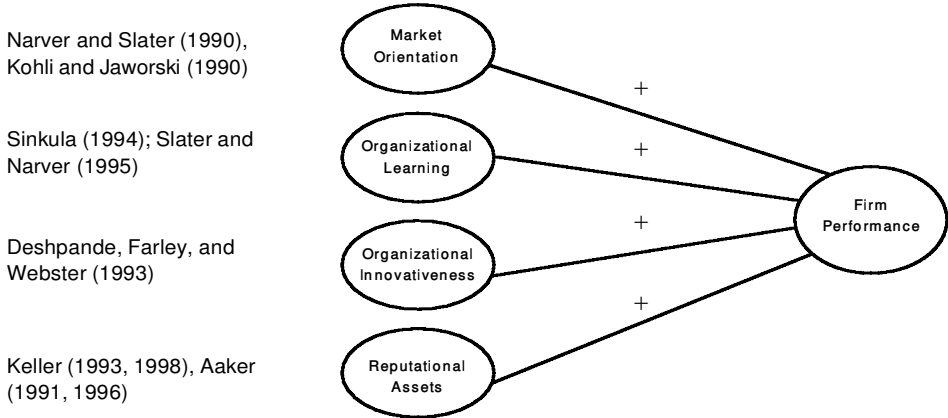 Narver and Slater (1990),
Kohli and Jaworski (1990)
Market
Orientation
+
Sinkula (1994); Slater and
Narver (1995)
Organizational
Learning
+
Firm
Performance
+
Deshpande, Farley, and
Webster (1993)
Organizational
Innovativeness
+
Keller (1993, 1998), Aaker
(1991, 1996)
Reputational
Assets